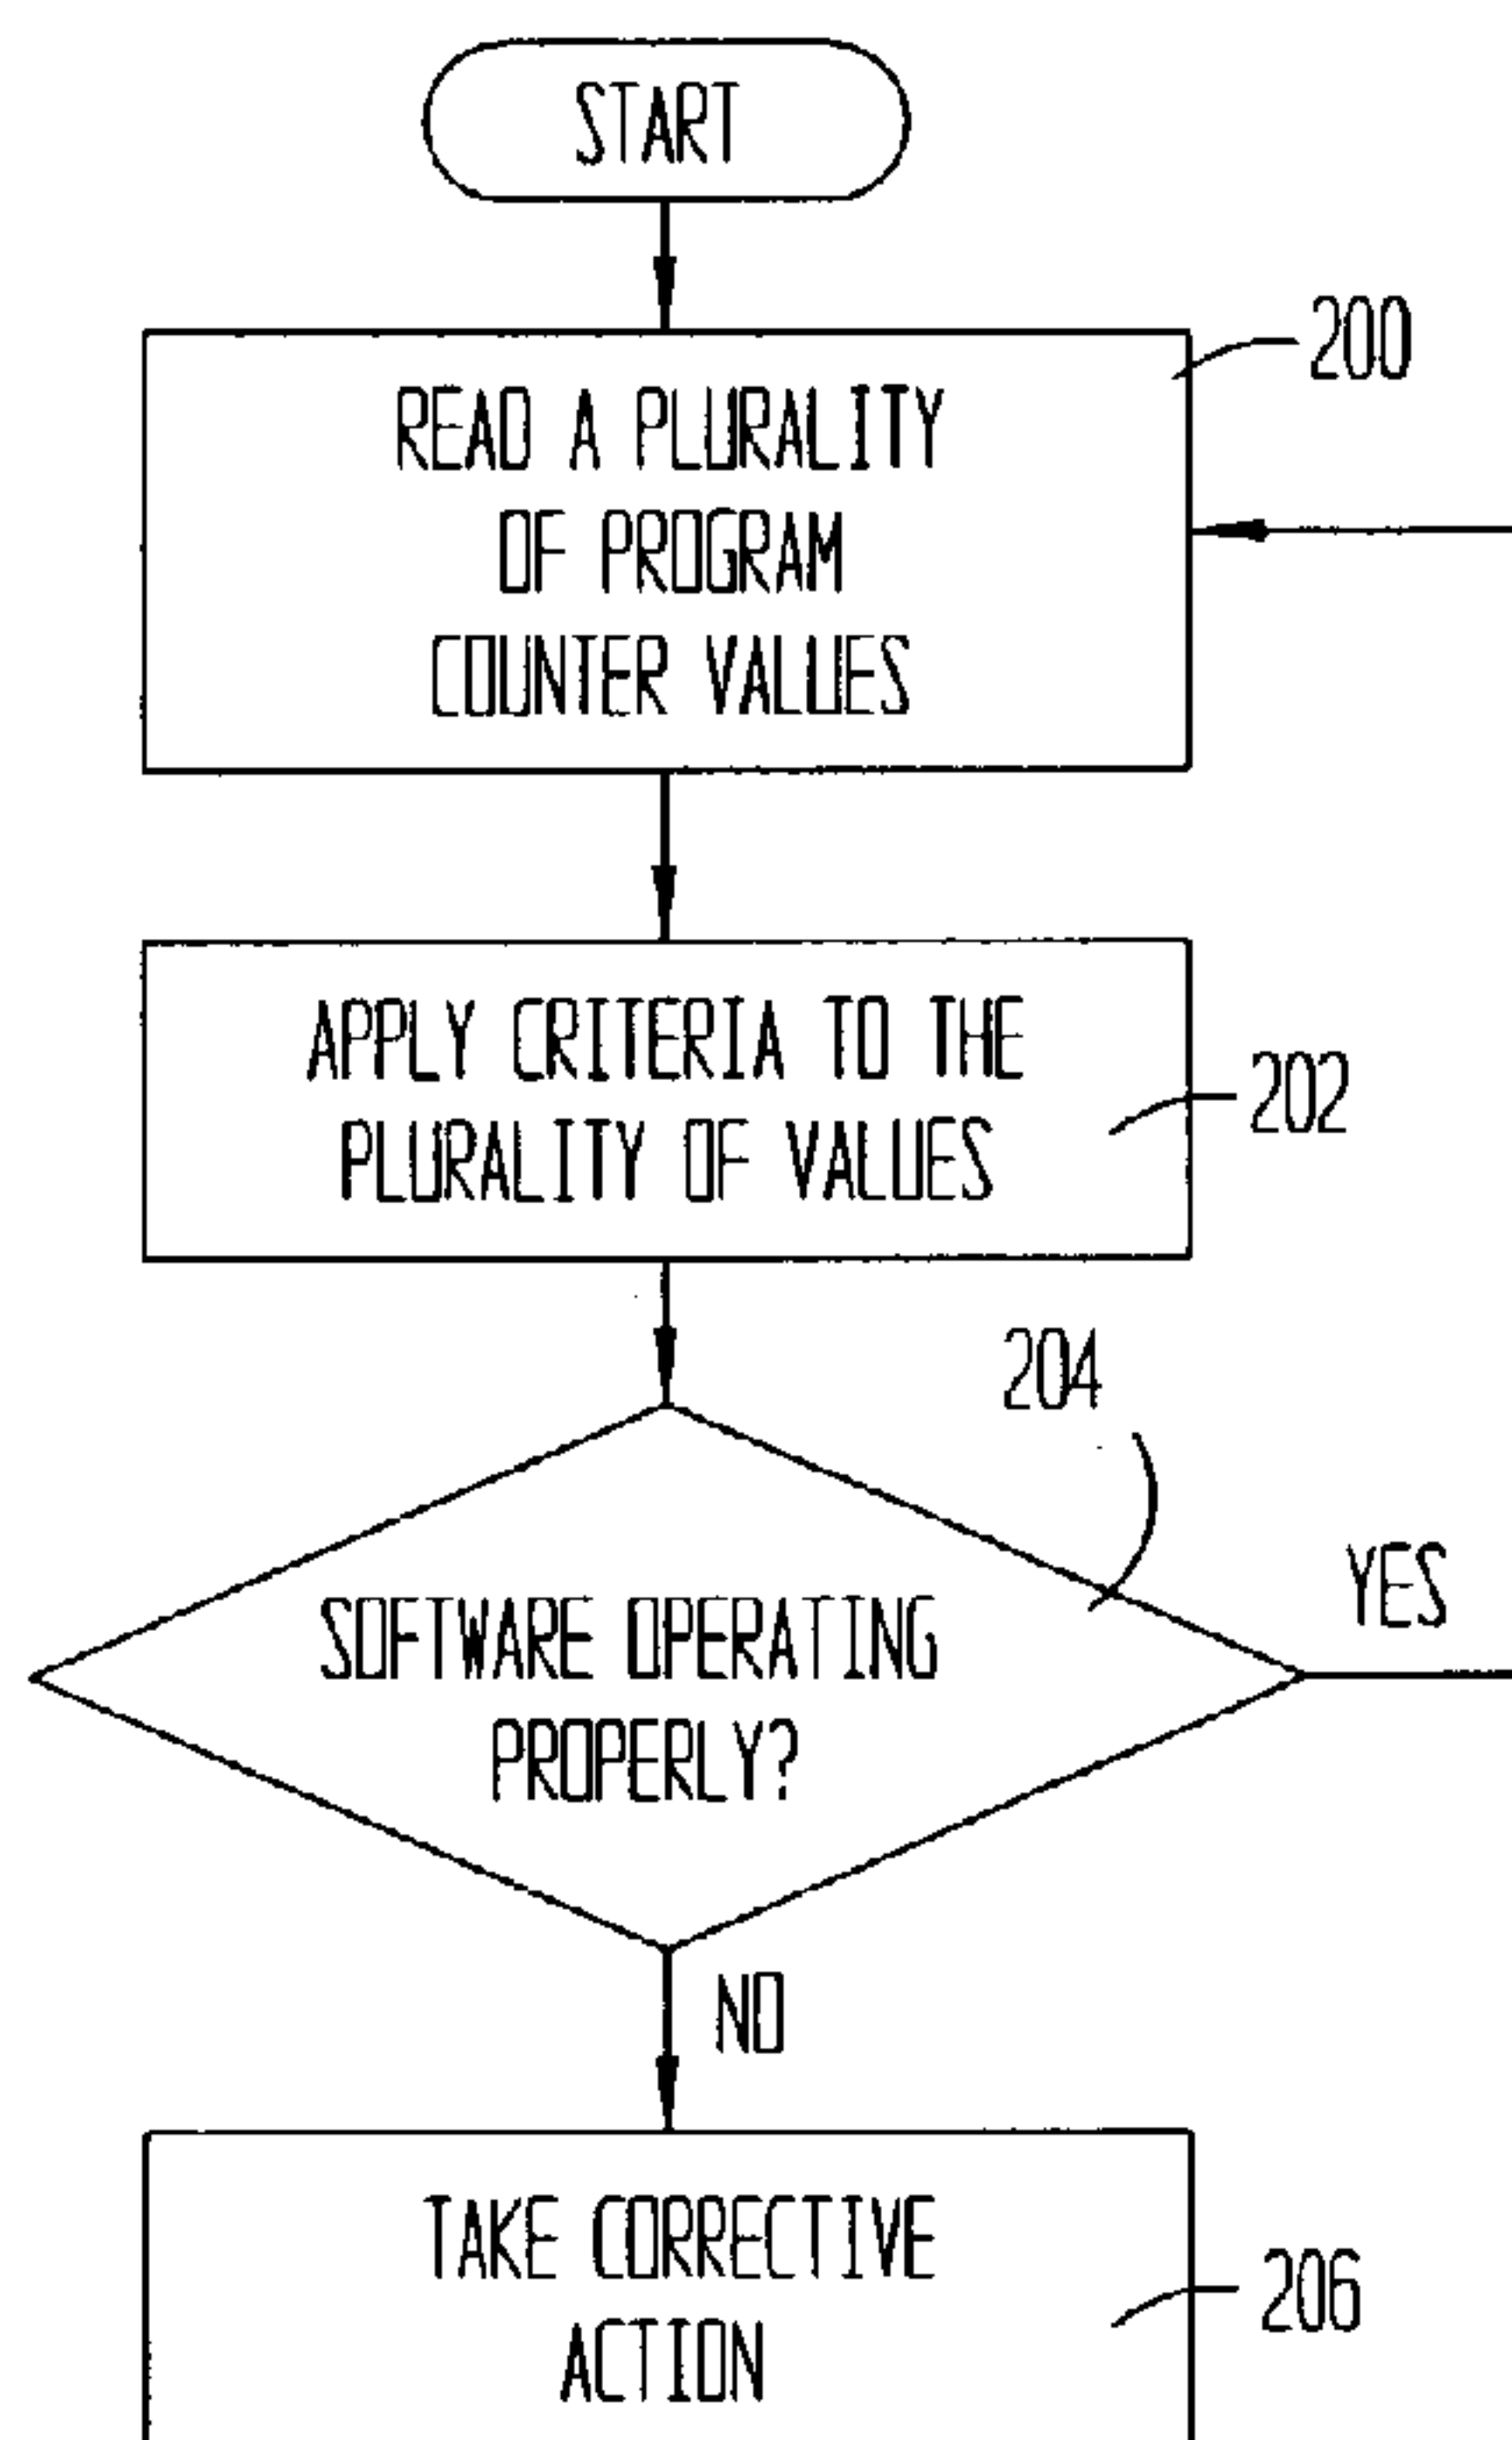 START
200
READ A PLURALITY
OF PROGRAM
COUNTER VALUES
APPLY CRITERIA TO THE
PLURALITY OF VALUES
202
204
YES
SOFTWARE OPERATING
PROPERLY?
NO
TAKE CORRECTIVE
ACTION
206